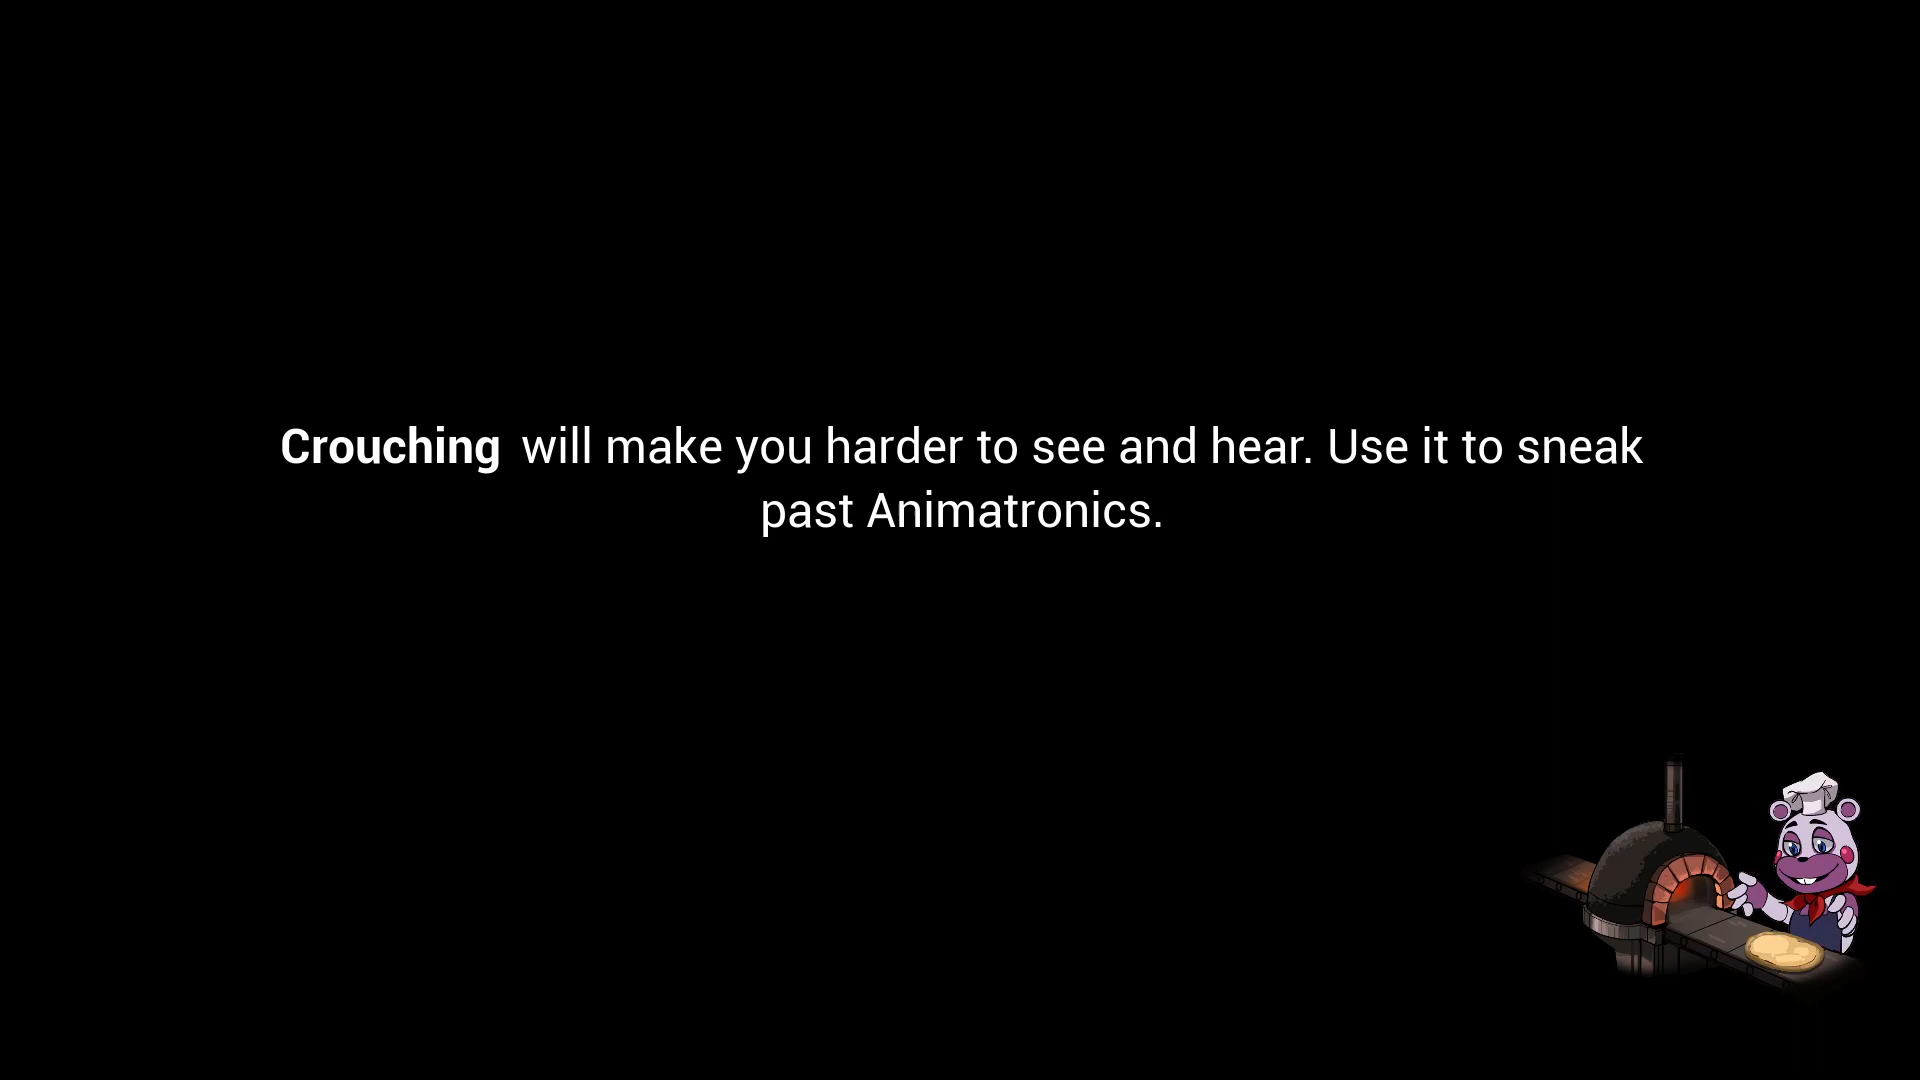 Crouching will make you harder to see and hear. Use it to sneak
past Animatronics.